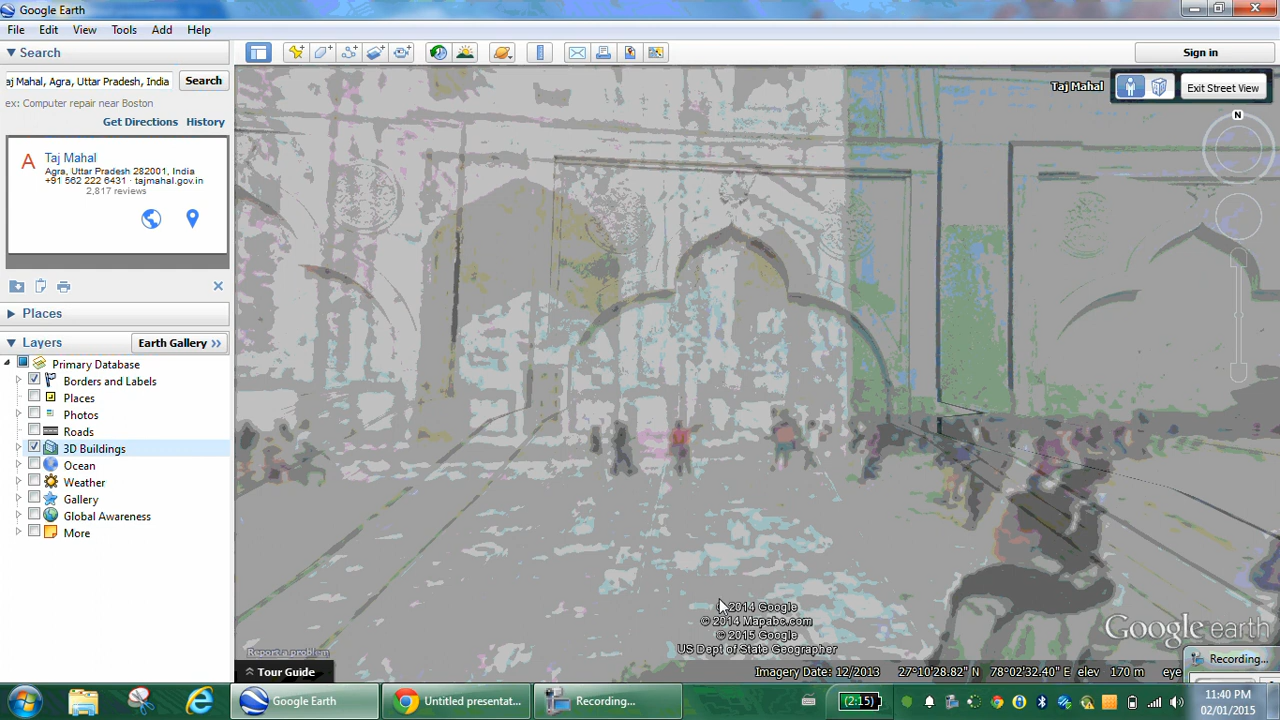 Google Earth
File Edit View Tools Add Help
Search
aj Mahal, Agra, Uttar Pradesh, India Search
ex: Computer repair near Boston
Get Directions History
A Taj Mahal
Agra, Uttar Pradesh 282001, India
+91 562 222 6431 · tajmahal.gov.in
2,817 reviews
Places
Layers Earth Gallery >>
Primary Database
Borders and Labels
Places
Photos
Roads
3D Buildings
Ocean
Weather
Gallery
Global Awareness
More
Sign in
Taj Mahal Exit Street View
N
© 2014 Google
© 2014 Mapabc.com
© 2015 Google
US Dept of State Geographer
Report a problem
Google earth
Tour Guide
Imagery Date: 12/2013 27°10'28.82" N 78°02'32.40" E elev 170 m eye
Recording...
Google Earth
Untitled presentat...
Recording...
(2:15)
11:40 PM
02/01/2015